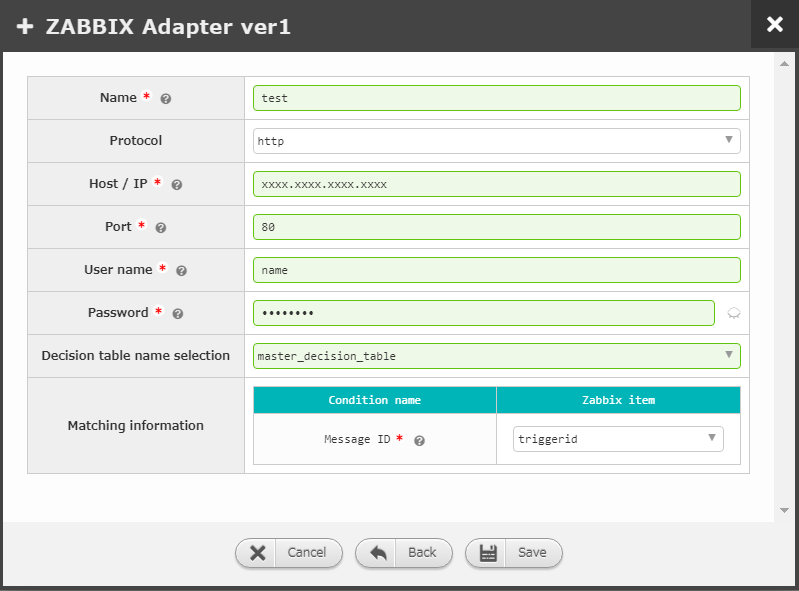 ZABBIX Adapter ver1
Name *
test
Protocol
http
Host / IP *
xxxx.xxxx.xxxx.xxxx
Port *
80
User name *
name
Password *
••••••••
Decision table name selection
master_decision_table
Matching information
Condition name Zabbix item
Message ID * triggerid
Cancel Back Save